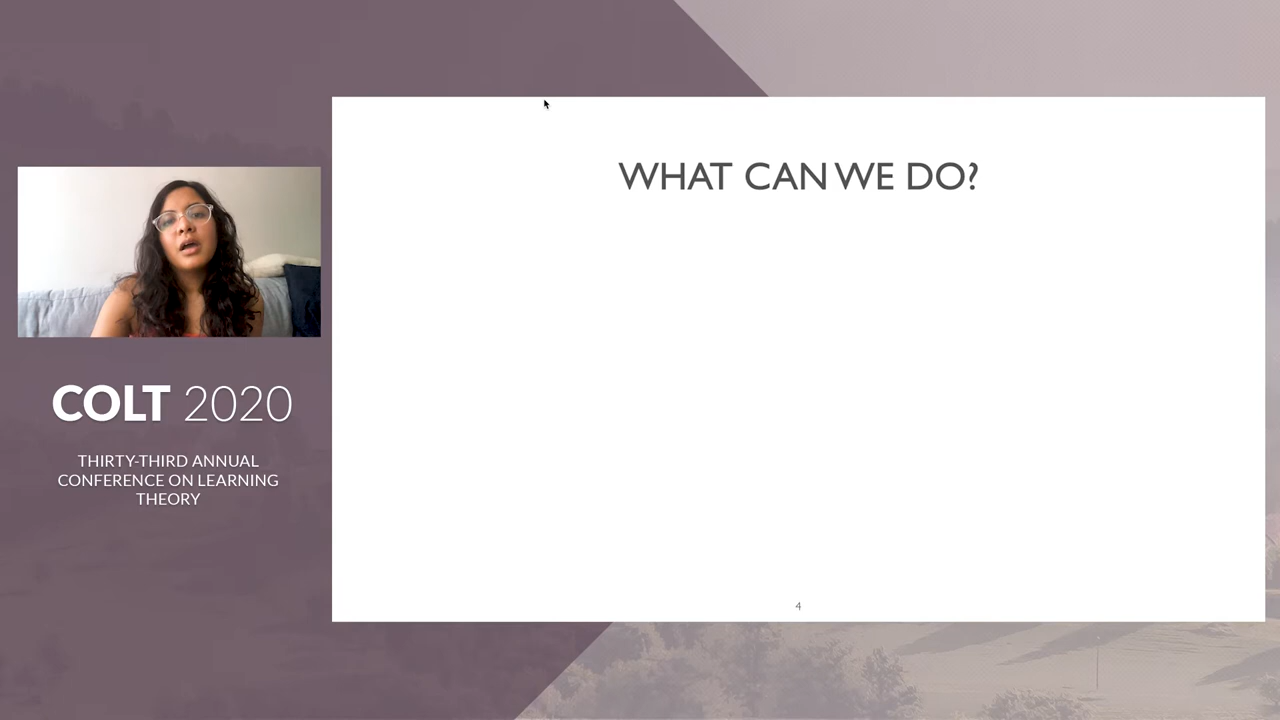 WHAT CAN WE DO?
COLT 2020
THIRTY-THIRD ANNUAL
CONFERENCE ON LEARNING
THEORY
4